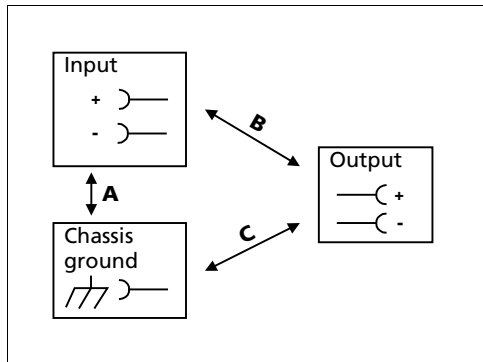 Input
+
-
B
Output
+
-
A
C
Chassis
ground